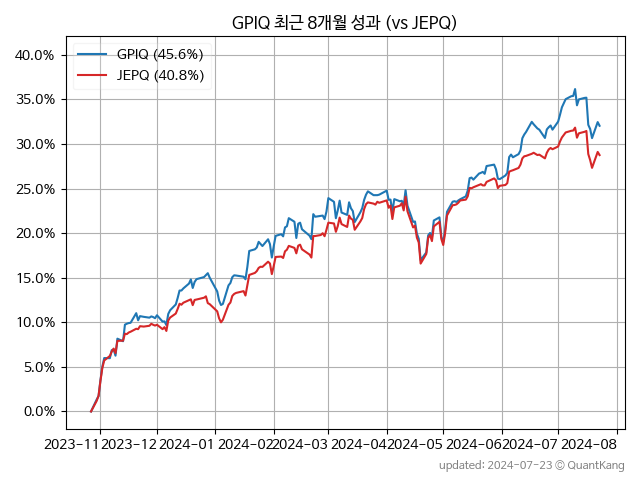 GPIQ 최근 8개월 성과 (vs JEPQ)
GPIQ (45.6%)
JEPQ (40.8%)
40.0%
35.0%
30.0%
25.0%
20.0%
15.0%
10.0%
5.0%
0.0%
2023-11 2023-12 2024-01 2024-02 2024-03 2024-04 2024-05 2024-06 2024-07 2024-08
updated: 2024-07-23 © QuantKang